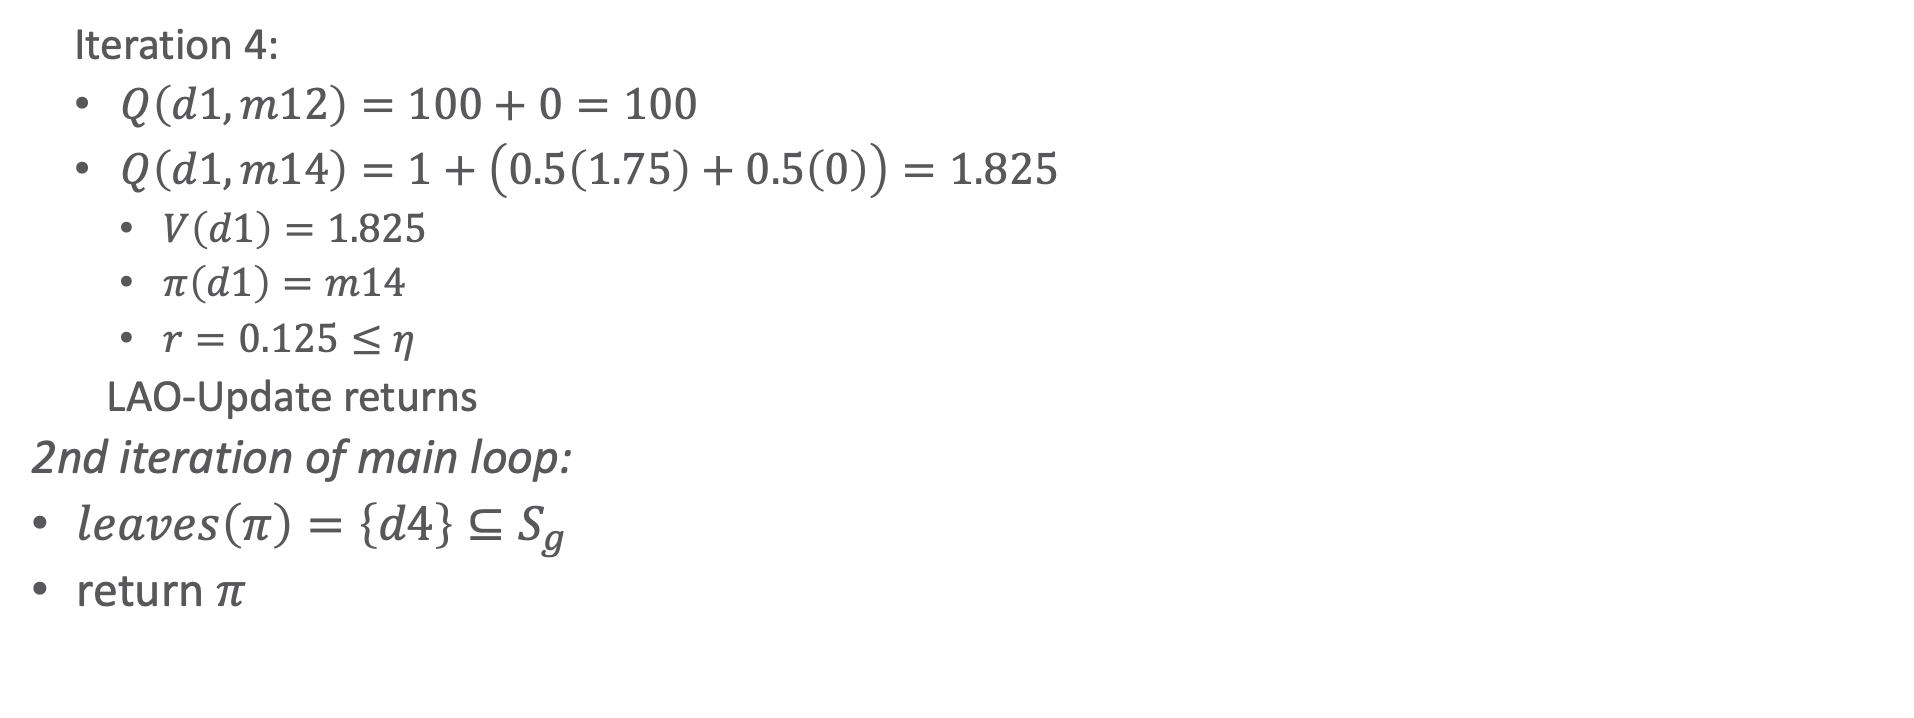 Iteration 4:
• Q(d1, m12) = 100 + 0 = 100
• Q(d1, m14) = 1 + (0.5(1.75) + 0.5(0)) = 1.825
• V(d1) = 1.825
• π(d1) = m14
• r = 0.125 ≤ η
LAO-Update returns
2nd iteration of main loop:
• leaves(π) = {d4} ⊆ S_g
• return π